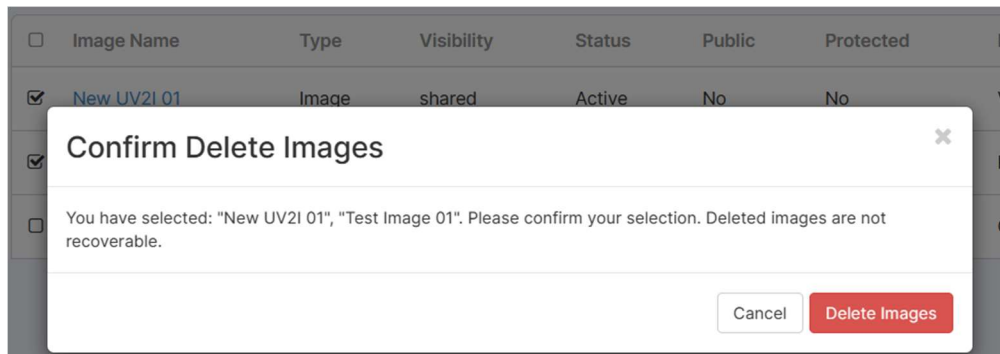 Image Name Type Visibility Status Public Protected
New UV2I 01 Image shared Active No No
Confirm Delete Images
You have selected: "New UV2I 01", "Test Image 01". Please confirm your selection. Deleted images are not
recoverable.
Cancel Delete Images